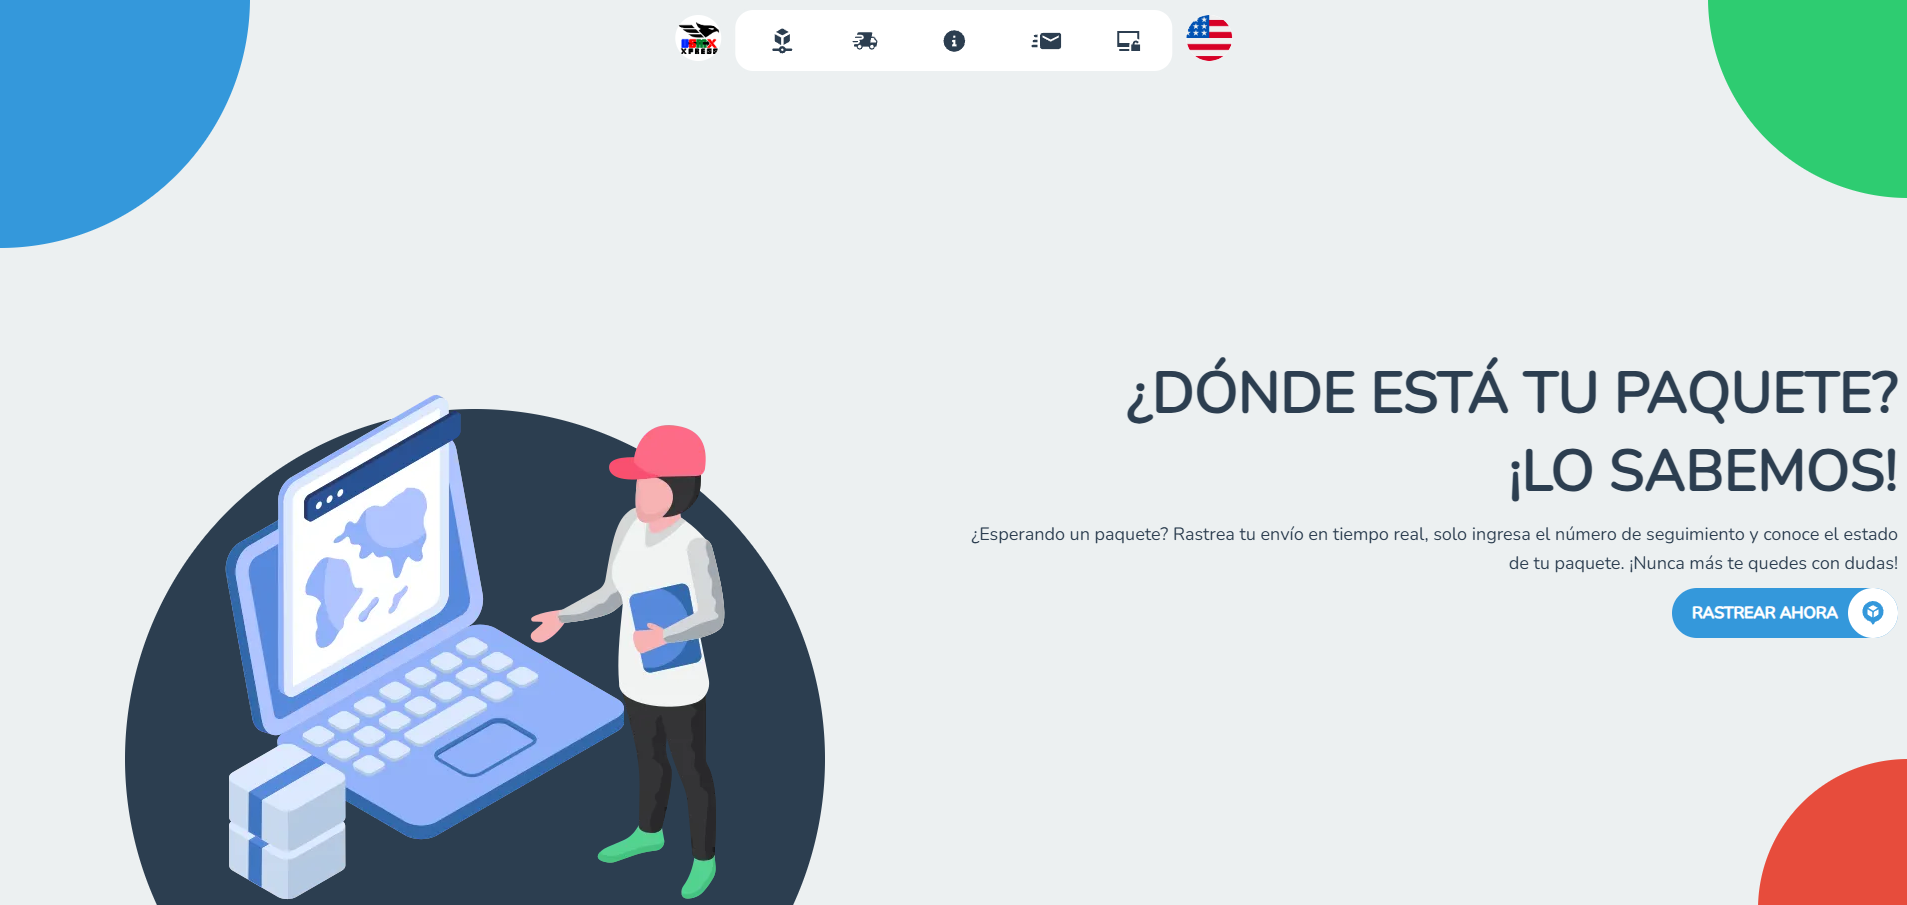 XPRESS
¿DÓNDE ESTÁ TU PAQUETE?
¡LO SABEMOS!
¿Esperando un paquete? Rastrea tu envío en tiempo real, solo ingresa el número de seguimiento y conoce el estado
de tu paquete. ¡Nunca más te quedes con dudas!
RASTREAR AHORA